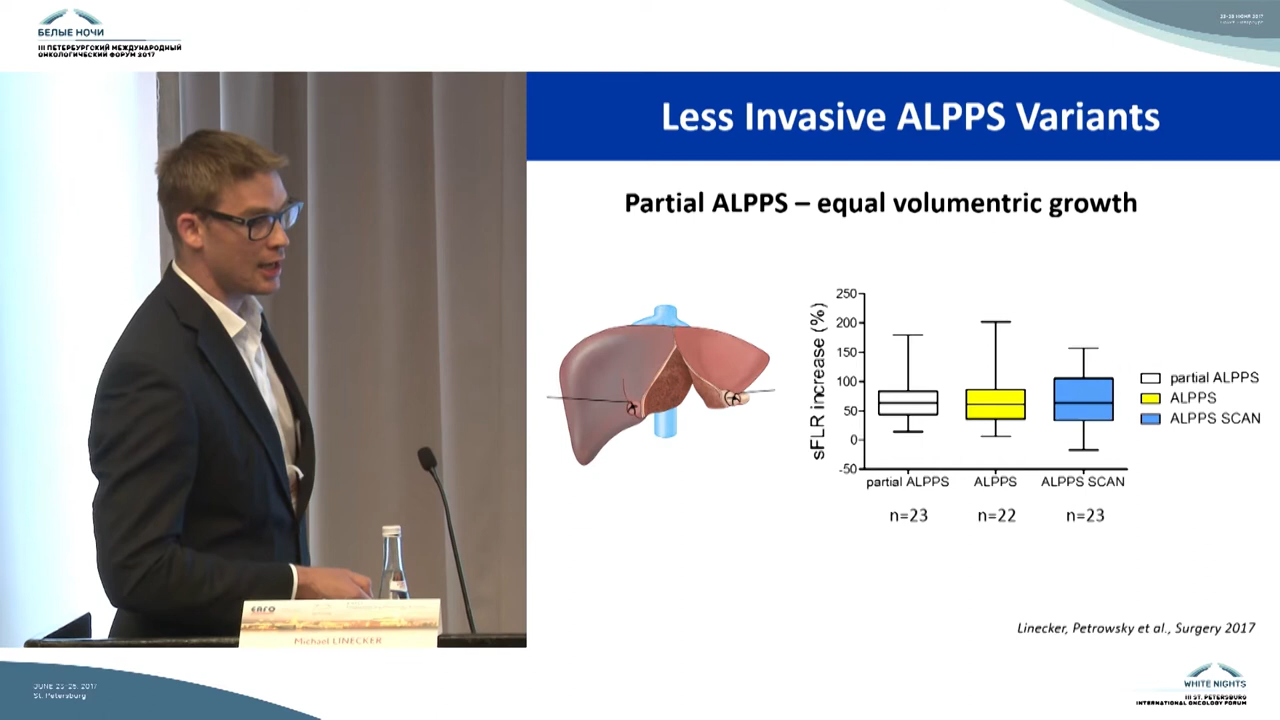 БЕЛЫЕ НОЧИ
III ПЕТЕРБУРГСКИЙ МЕЖДУНАРОДНЫЙ
ОНКОЛОГИЧЕСКИЙ ФОРУМ 2017
Less Invasive ALPPS Variants
Partial ALPPS – equal volumentric growth
sFLR increase (%)
250
200
150
100
50
0
-50
partial ALPPS
ALPPS
ALPPS SCAN
partial ALPPS
ALPPS
ALPPS SCAN
n=23
n=22
n=23
Linecker, Petrowsky et al., Surgery 2017
Michael LINECKER
JUNE 23-25, 2017
St. Petersburg
WHITE NIGHTS
III ST. PETERSBURG
INTERNATIONAL ONCOLOGY FORUM